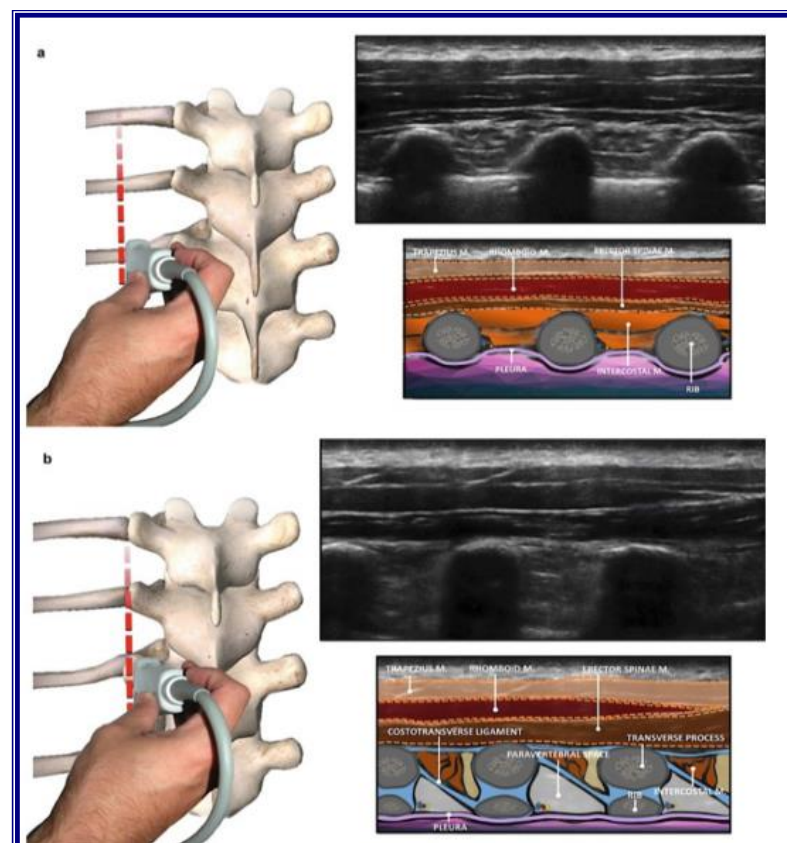 a
TRAPEZIUS M. RHOMBOID M. ERECTOR SPINAE M.
PLEURA INTERCOSTAL M.
RIB
b
TRAPEZIUS M. RHOMBOID M. ERECTOR SPINAE M.
COSTOTRANSVERSE LIGAMENT TRANSVERSE PROCESS
PARAVERTEBRAL SPACE
RIB INTERCOSTAL M.
PLEURA